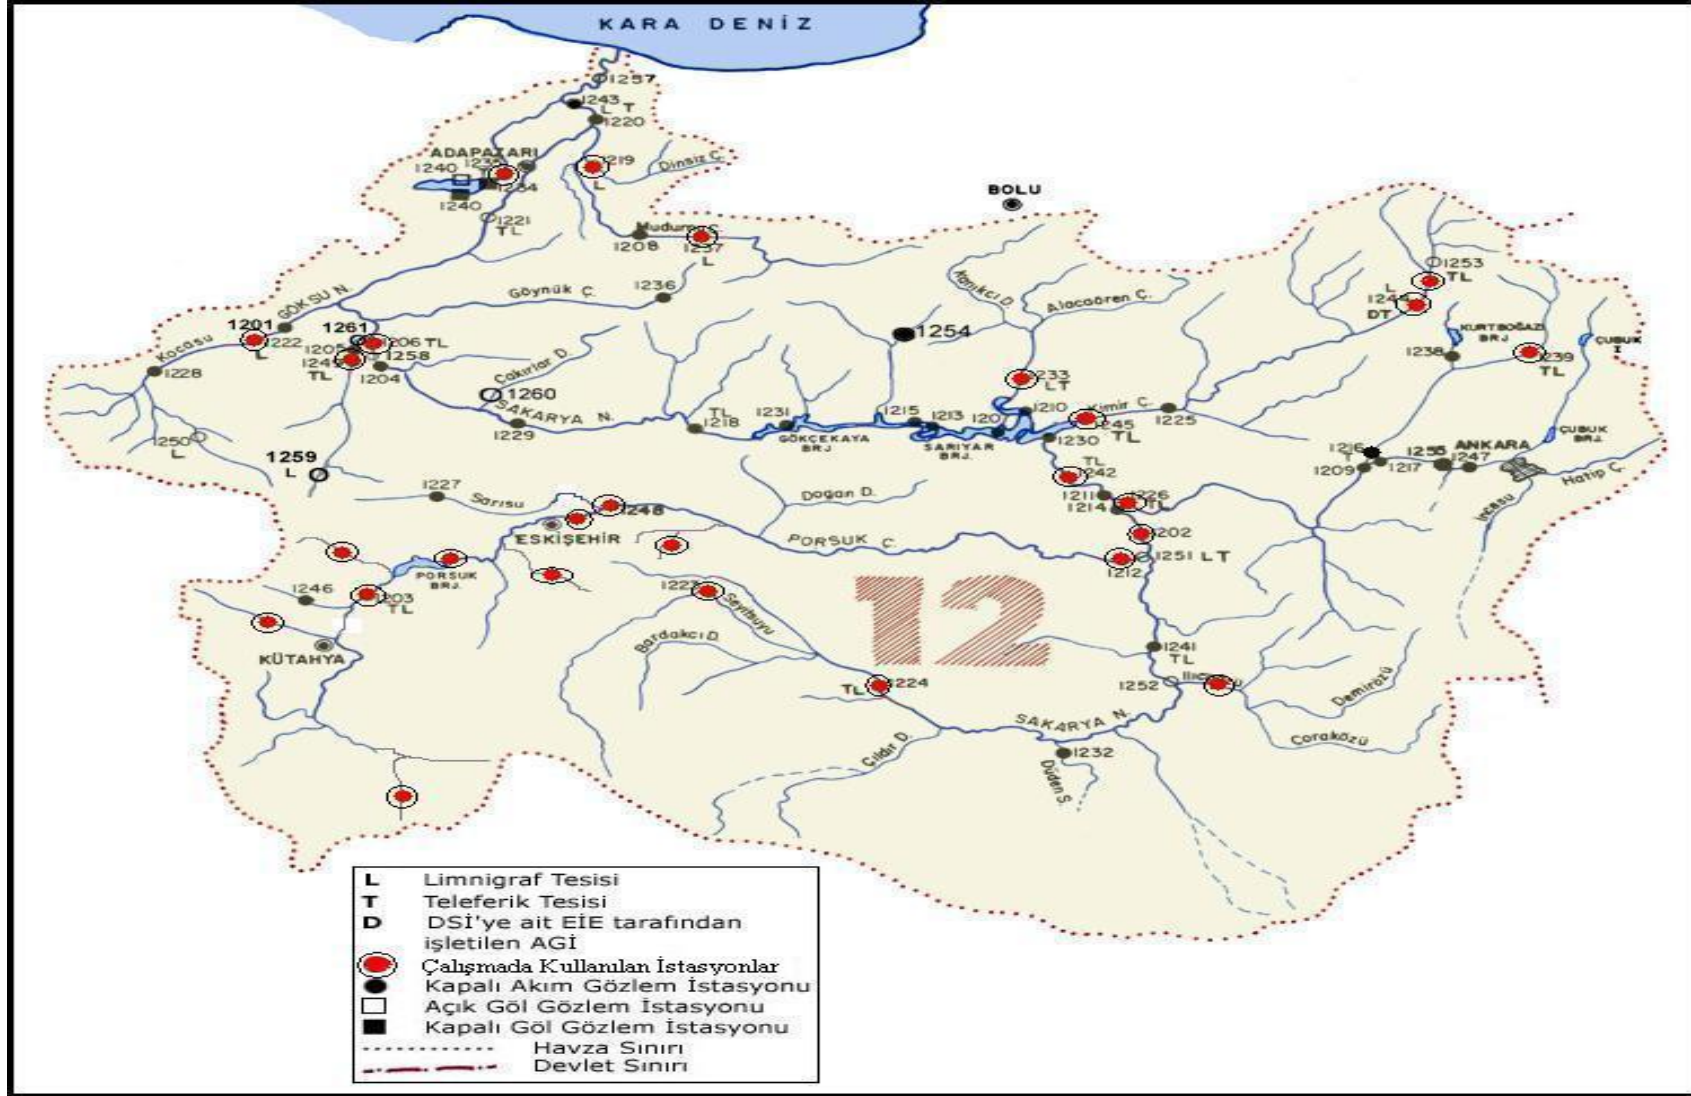 KARA DENİZ
1257
1243
L T
1220
ADAPAZARI
1240
1219
Dinsiz Ç.
L
1234
1240
BOLU
1221
TL
1208
1237
L
1253
TL
Göynük Ç.
1236
Alacaören Ç.
L
1244
DT
GÖKSU N.
1201
1261
1254
KURTBOĞAZI
BRJ
ÇUBUK
I
1222
L
1206 TL
1205
1258
1238
1239
TL
Kocasu
1228
TL
1204
Çakırlar D.
1260
1233
LT
SAKARYA N.
1229
TL
1218
1231
1215
1213
1210
Kimir Ç.
1245
TL
1225
GÖKÇEKAYA
BRJ
SARIYAR
BRJ.
1230
ÇUBUK
BRJ.
1250
L
1259
L
1216
T
1209
1217
1255
1247
ANKARA
Hatip Ç.
TL
1242
1227
Sarısu
Doğan D.
1211
1214
1226
TL
İncesu
1248
ESKİŞEHİR
PORSUK Ç.
1202
1251 LT
1212
PORSUK
BRJ.
1246
1203
TL
1223
Seyitsuyu
12
Bardakcı D.
KÜTAHYA
1241
TL
TL
1224
1252
Demirözü
SAKARYA N.
Çoraközü
Çıldır D.
1232
Düden S.
L Limnigraf Tesisi
T Teleferik Tesisi
D DSİ'ye ait EİE tarafından
işletilen AGİ
Çalışmada Kullanılan İstasyonlar
Kapalı Akım Gözlem İstasyonu
Açık Göl Gözlem İstasyonu
Kapalı Göl Gözlem İstasyonu
Havza Sınırı
Devlet Sınırı